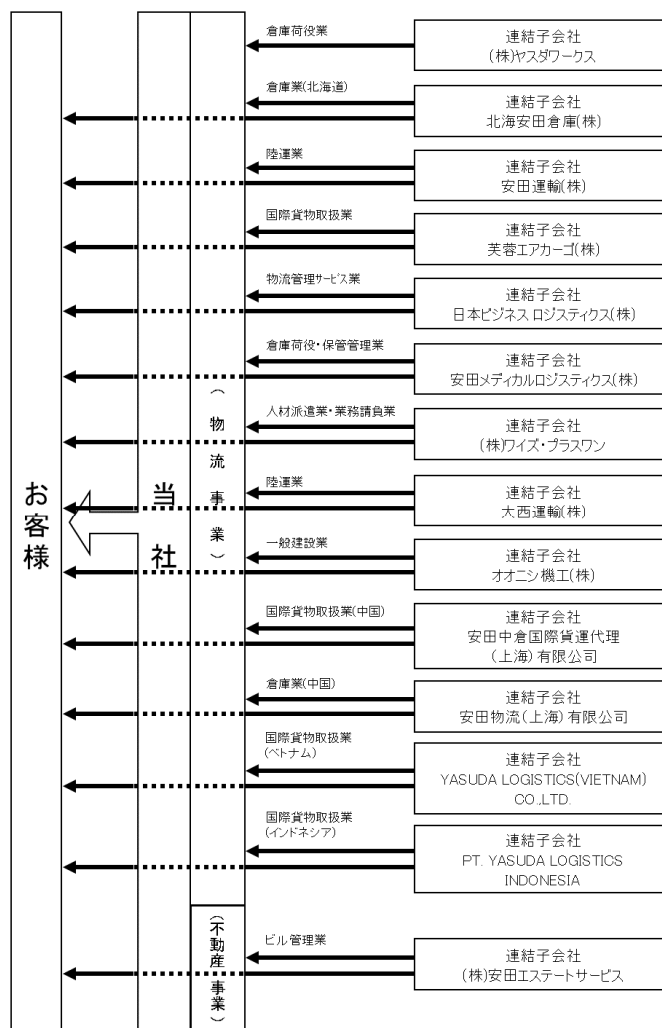 倉庫荷役業
連結子会社
(株)ヤスダワークス
倉庫業(北海道)
連結子会社
北海安田倉庫(株)
陸運業
連結子会社
安田運輸(株)
国際貨物取扱業
連結子会社
芙蓉エアカーゴ(株)
物流管理サービス業
連結子会社
日本ビジネス ロジスティクス(株)
倉庫荷役・保管管理業
連結子会社
安田メディカルロジスティクス(株)
人材派遣業・業務請負業
連結子会社
(株)ワイズ・プラスワン
陸運業
連結子会社
大西運輸(株)
一般建設業
連結子会社
オオニシ機工(株)
国際貨物取扱業(中国)
連結子会社
安田中倉国際貨運代理
(上海)有限公司
倉庫業(中国)
連結子会社
安田物流(上海)有限公司
国際貨物取扱業
(ベトナム)
連結子会社
YASUDA LOGISTICS(VIETNAM)
CO.,LTD.
国際貨物取扱業
(インドネシア)
連結子会社
PT. YASUDA LOGISTICS
INDONESIA
ビル管理業
連結子会社
(株)安田エステートサービス
お客様
当社
(物流事業)
(不動産事業)